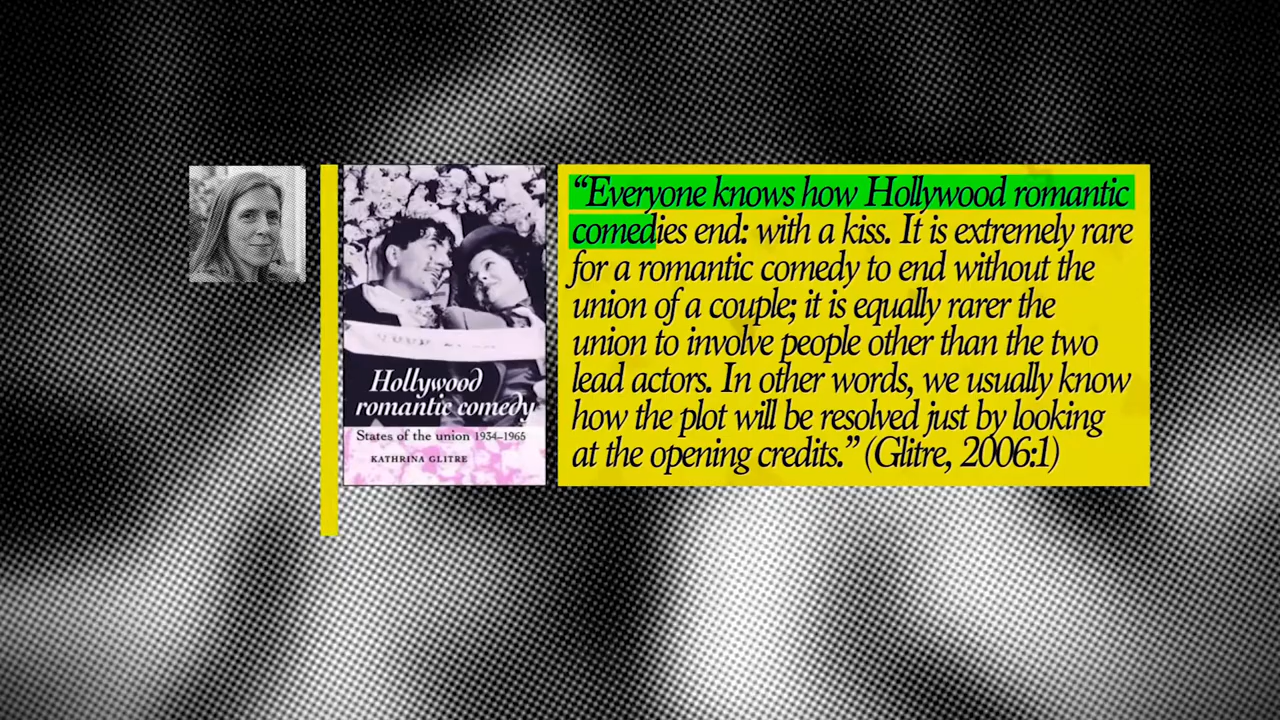 Hollywood
romantic comedy
States of the union 1934–1965
KATHRINA GLITRE
“Everyone knows how Hollywood romantic
comedies end: with a kiss. It is extremely rare
for a romantic comedy to end without the
union of a couple; it is equally rarer the
union to involve people other than the two
lead actors. In other words, we usually know
how the plot will be resolved just by looking
at the opening credits.” (Glitre, 2006:1)